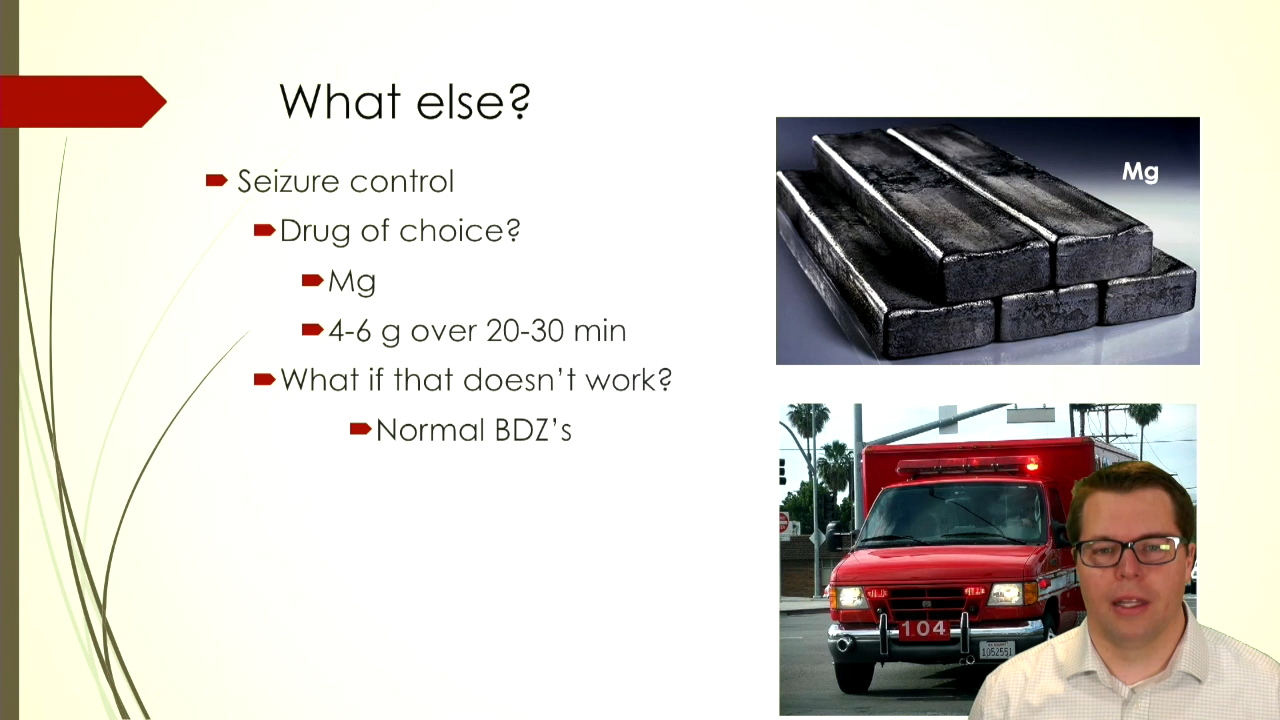 What else?
Seizure control
Drug of choice?
Mg
4-6 g over 20-30 min
What if that doesn't work?
Normal BDZ's
Mg
104
1052551